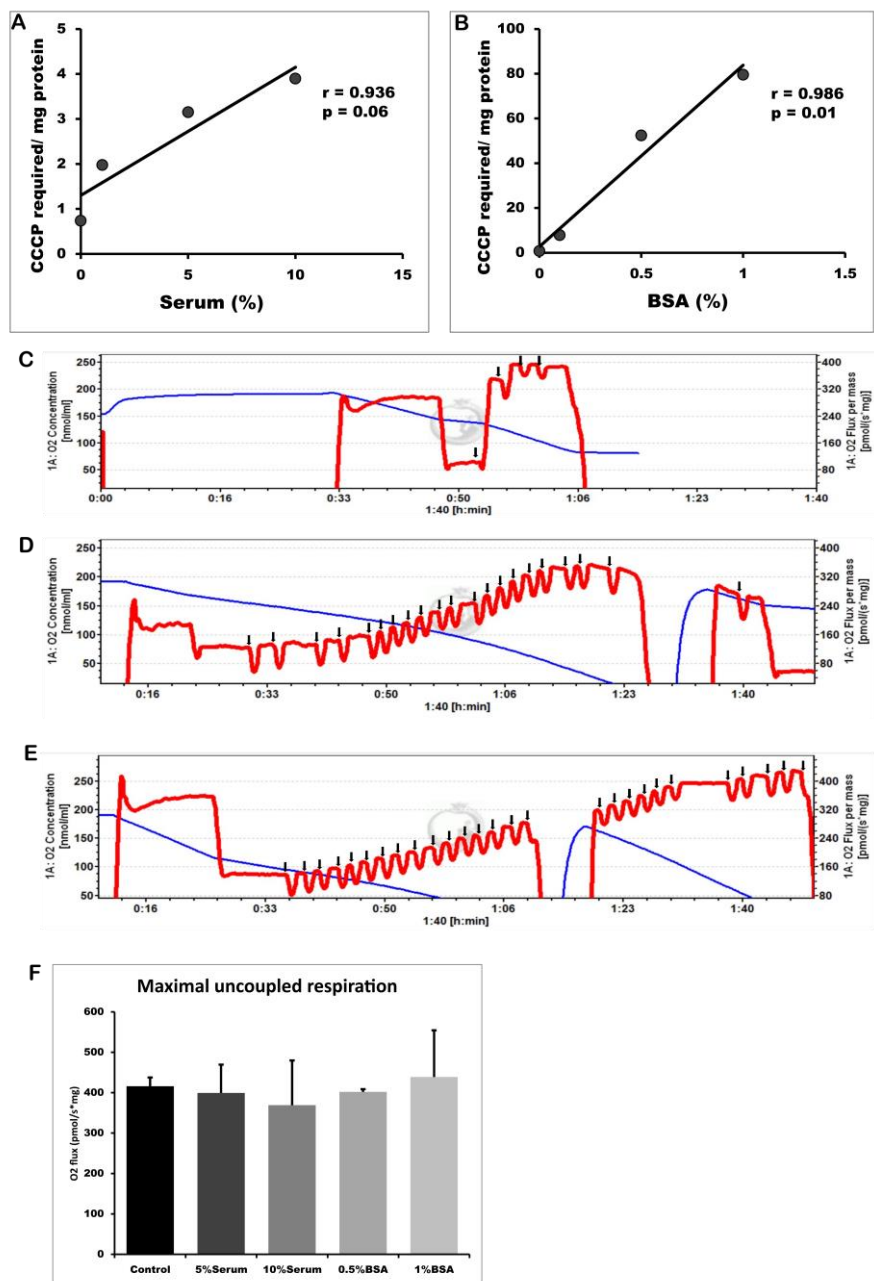 A
CCCP required/ mg protein
5
4
3
2
1
0
0 5 10 15
Serum (%)
r = 0.936
p = 0.06
B
CCCP required/ mg protein
100
80
60
40
20
0
0 0.5 1 1.5
BSA (%)
r = 0.986
p = 0.01
C
1A: O2 Concentration
[nmol/ml]
250
200
150
100
50
400
320
240
160
80
1A: O2 Flux per mass
[pmol/(s*mg)]
0:00 0:16 0:33 0:50 1:06 1:23 1:40
1:40 [h:min]
D
1A: O2 Concentration
[nmol/ml]
250
200
150
100
50
400
320
240
160
80
1A: O2 Flux per mass
[pmol/(s*mg)]
0:16 0:33 0:50 1:06 1:23 1:40
1:40 [h:min]
E
1A: O2 Concentration
[nmol/ml]
250
200
150
100
50
400
320
240
160
80
1A: O2 Flux per mass
[pmol/(s*mg)]
0:16 0:33 0:50 1:06 1:23 1:40
1:40 [h:min]
F
Maximal uncoupled respiration
O2 flux (pmol/s*mg)
600
500
400
300
200
100
0
Control 5%Serum 10%Serum 0.5%BSA 1%BSA